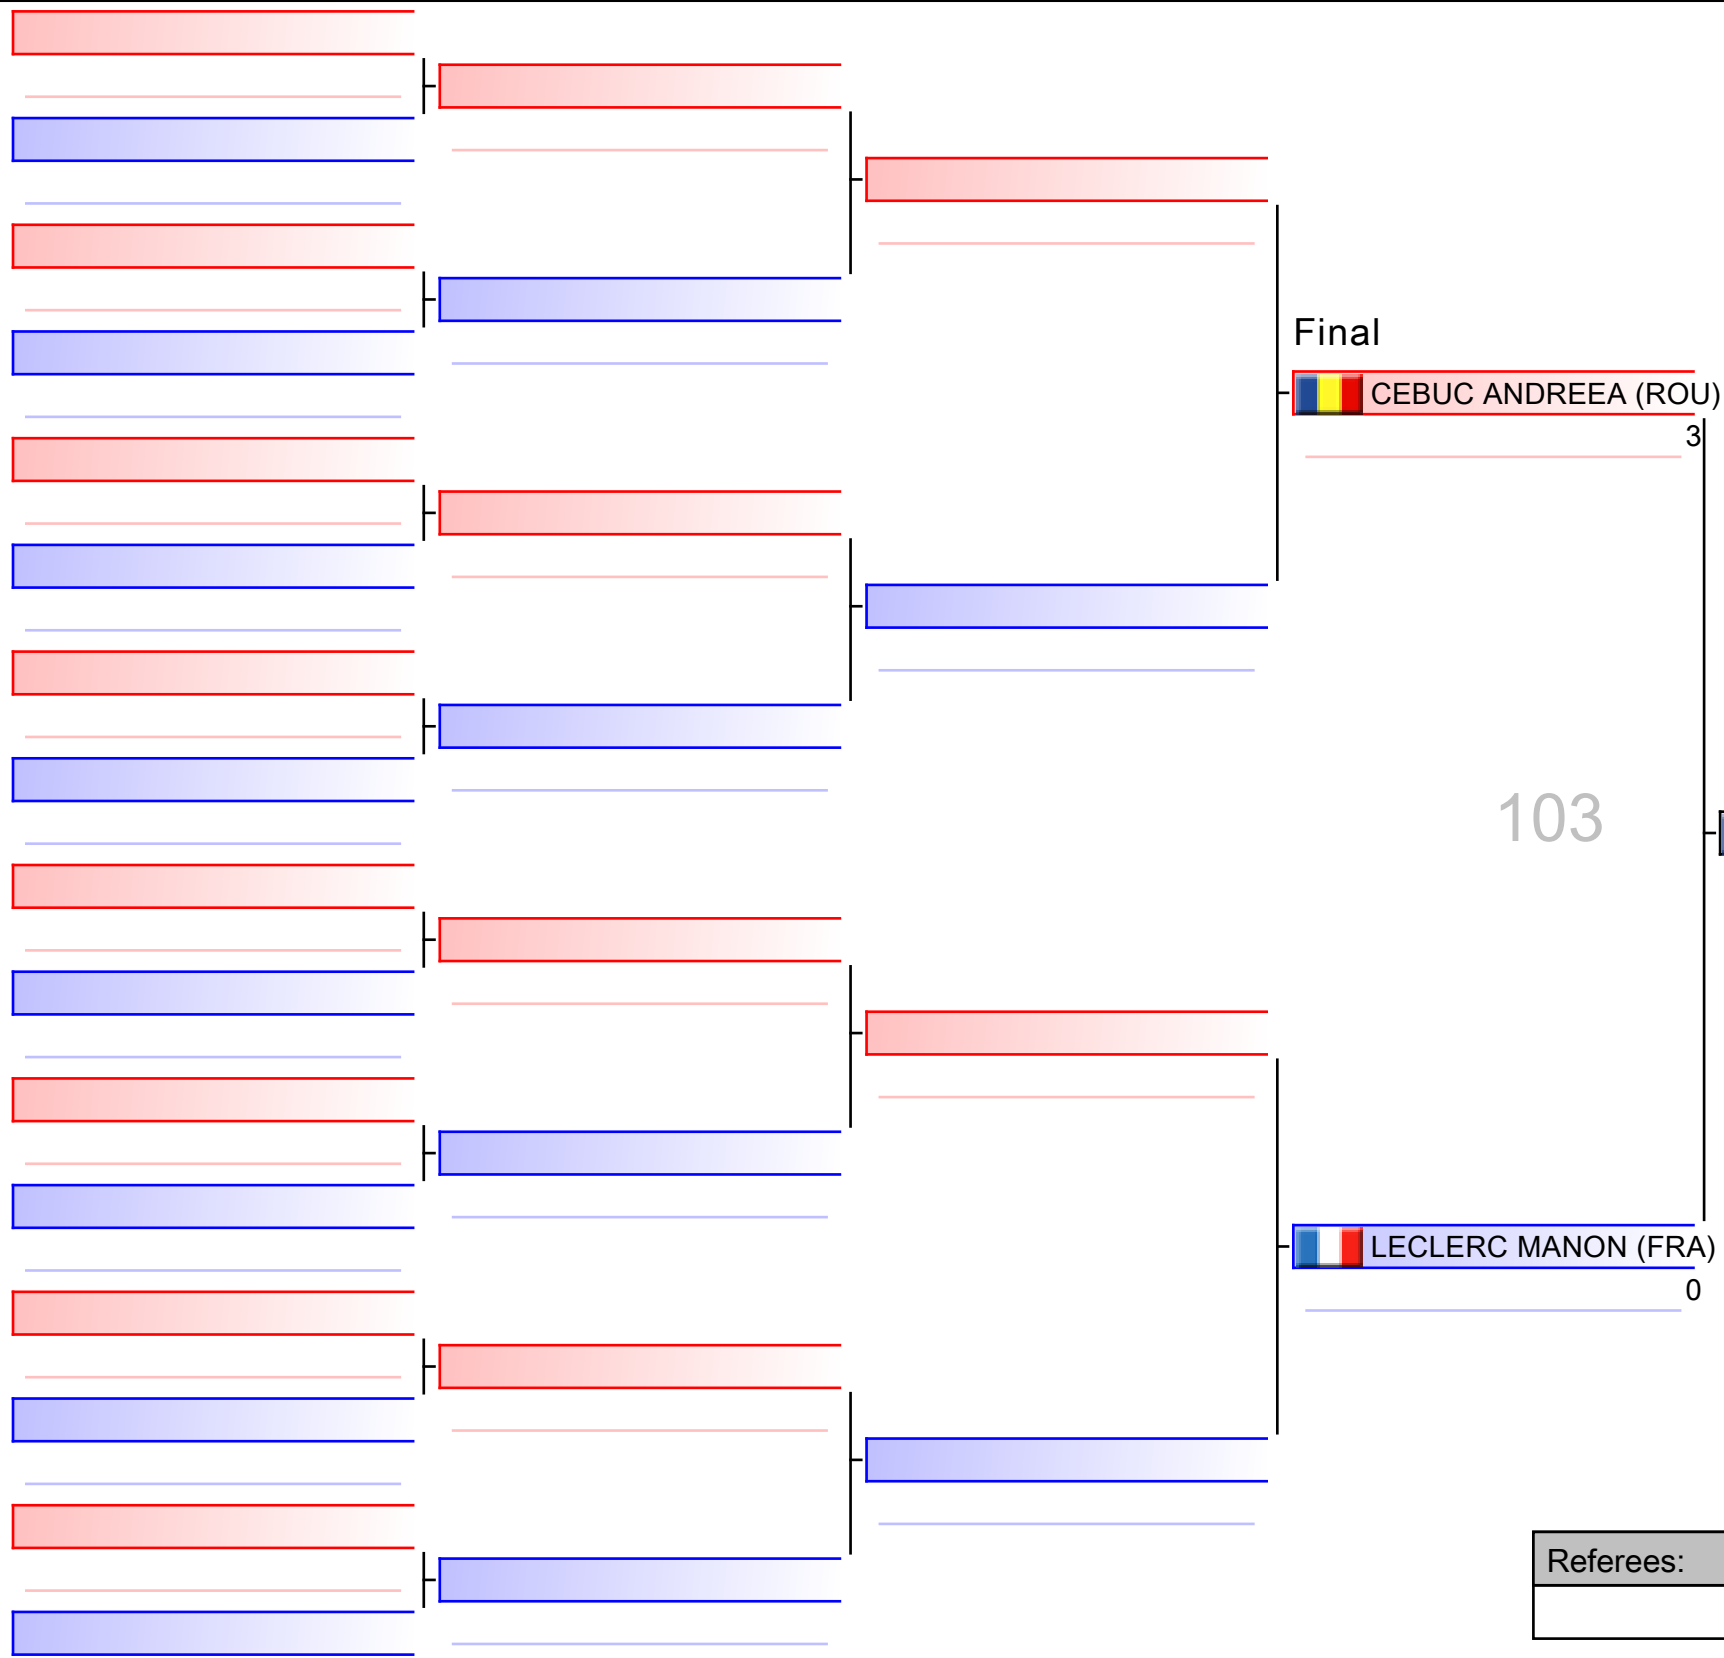 Final
CEBUC ANDREEA (ROU)
3
103
LECLERC MANON (FRA)
0
Referees: